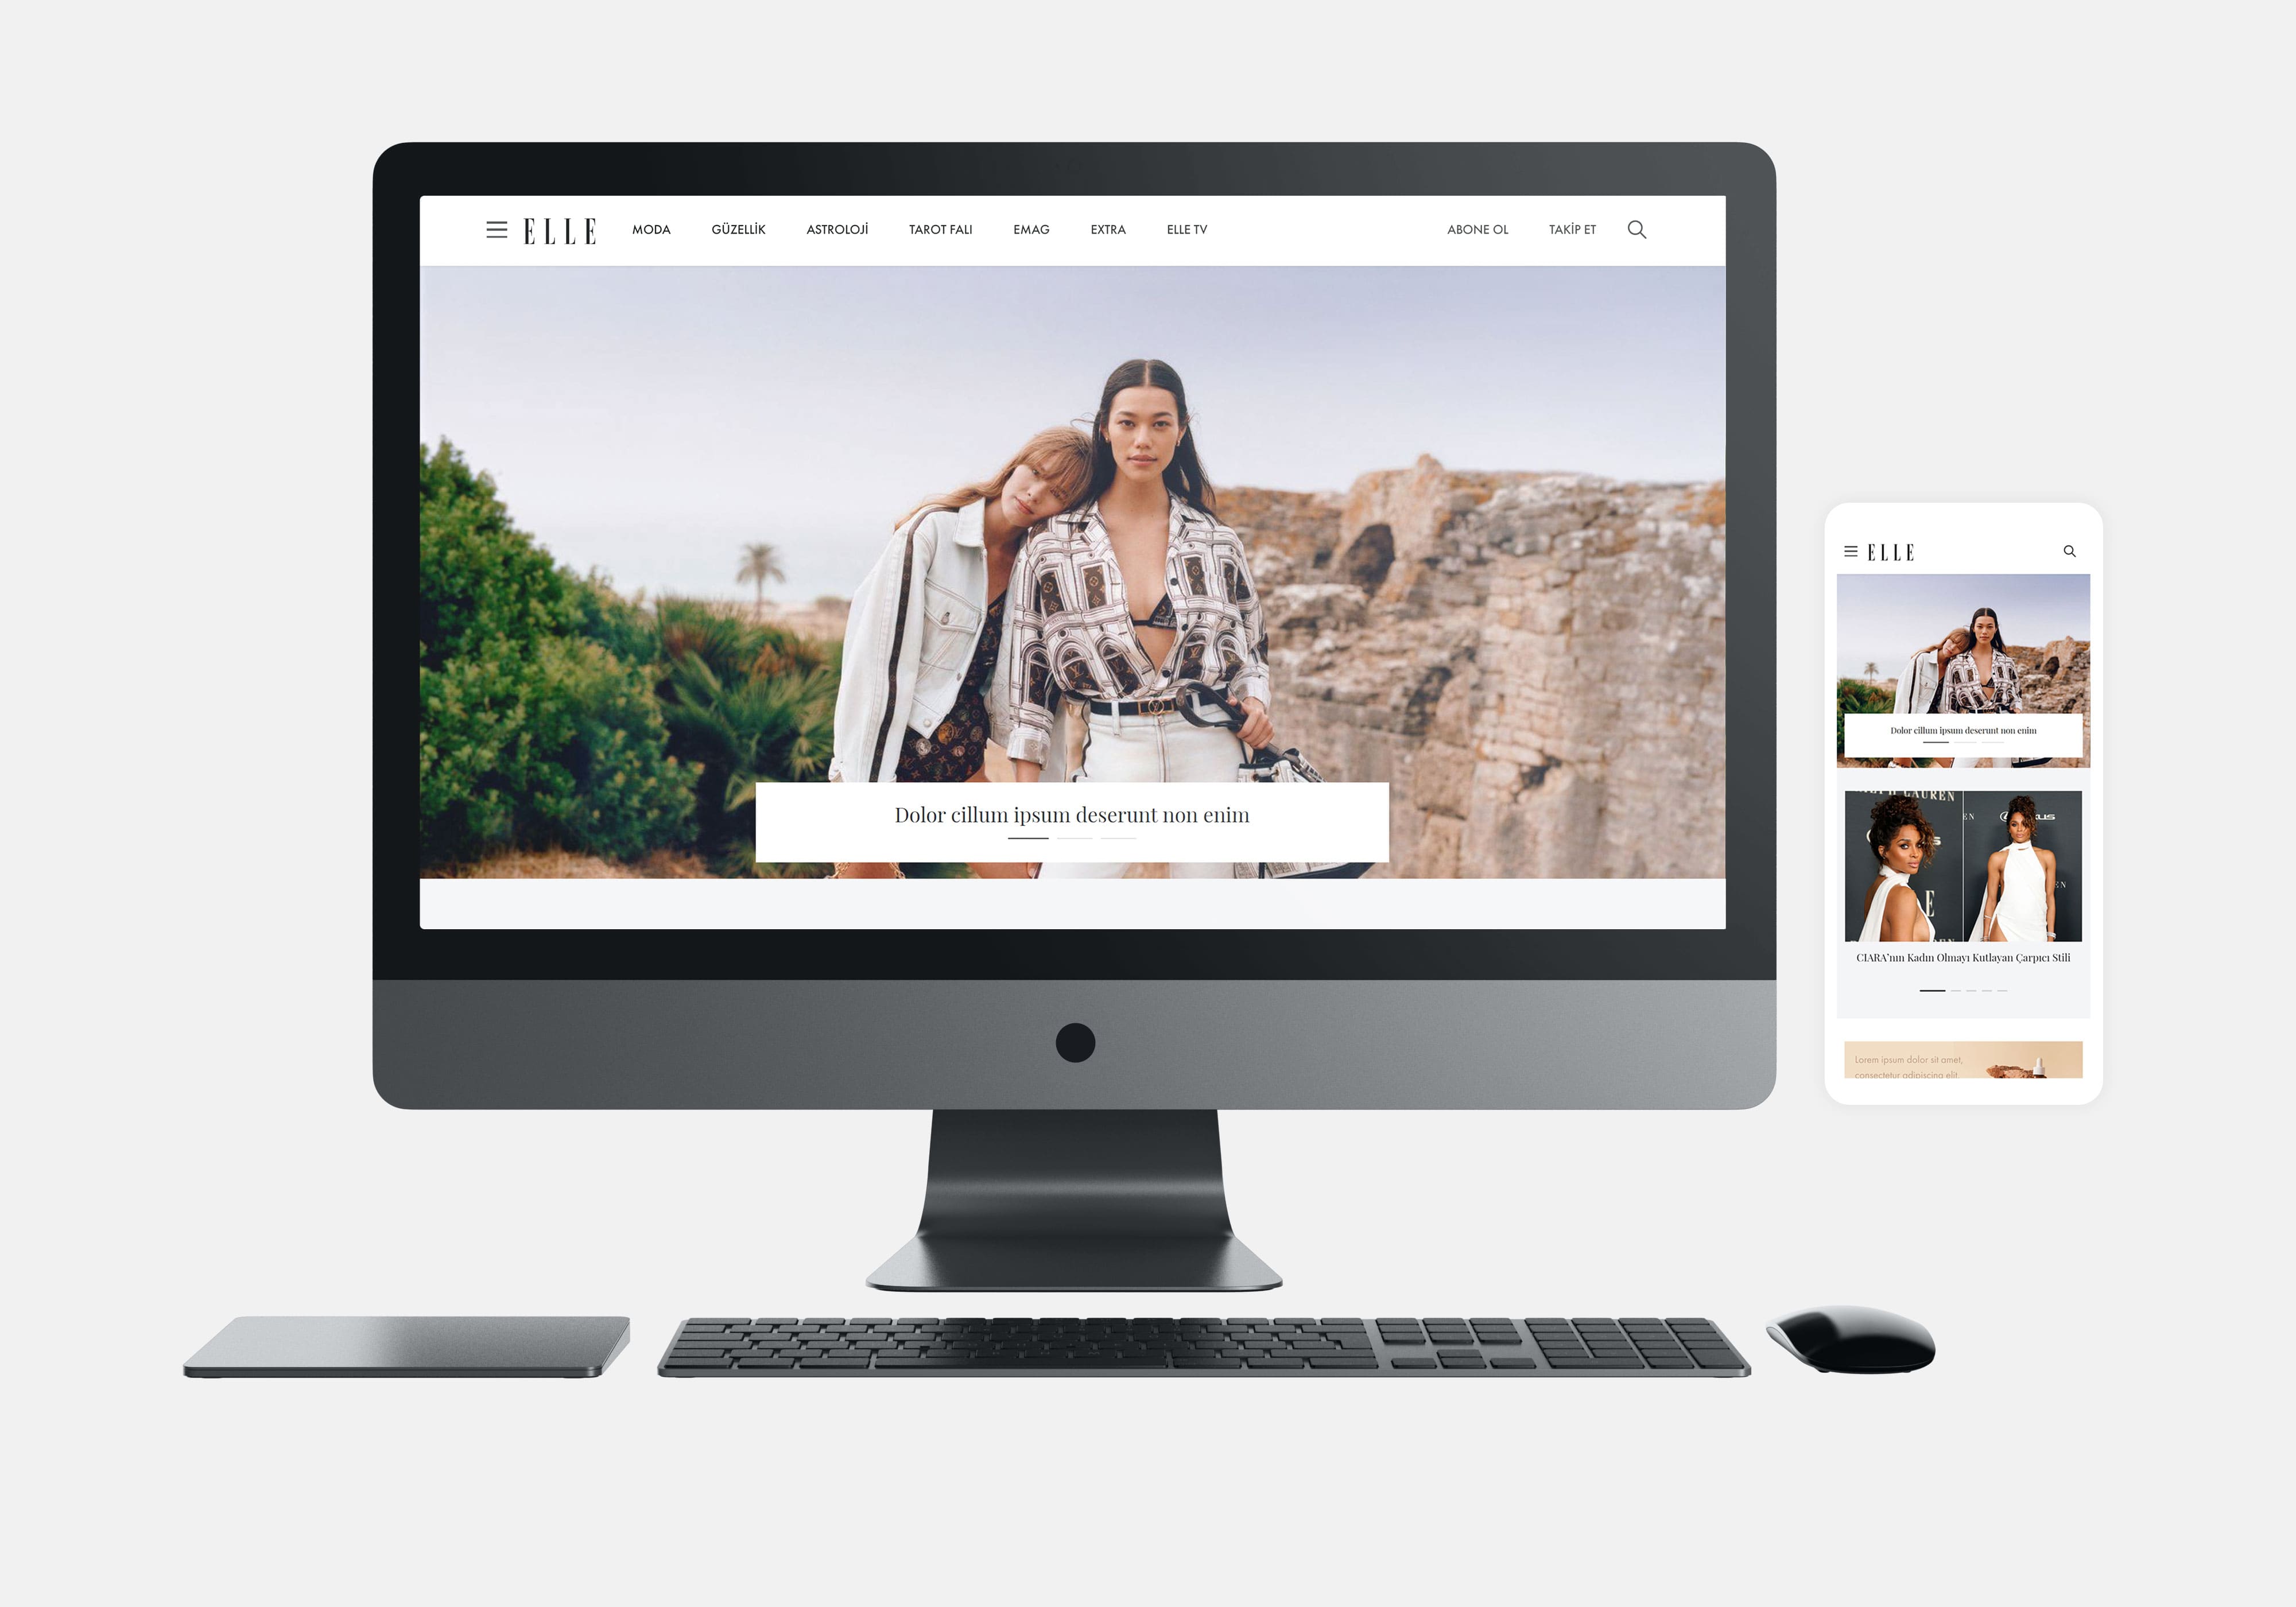 ELLE
MODA
GÜZELLİK
ASTROLOJİ
TAROT FALI
EMAG
EXTRA
ELLE TV
ABONE OL
TAKİP ET
Dolor cillum ipsum deserunt non enim
ELLE
Dolor cillum ipsum deserunt non enim
LAUREN
CIARA’nın Kadın Olmayı Kutlayan Çarpıcı Stili
Lorem ipsum dolor sit amet,
consectetur adipiscing elit